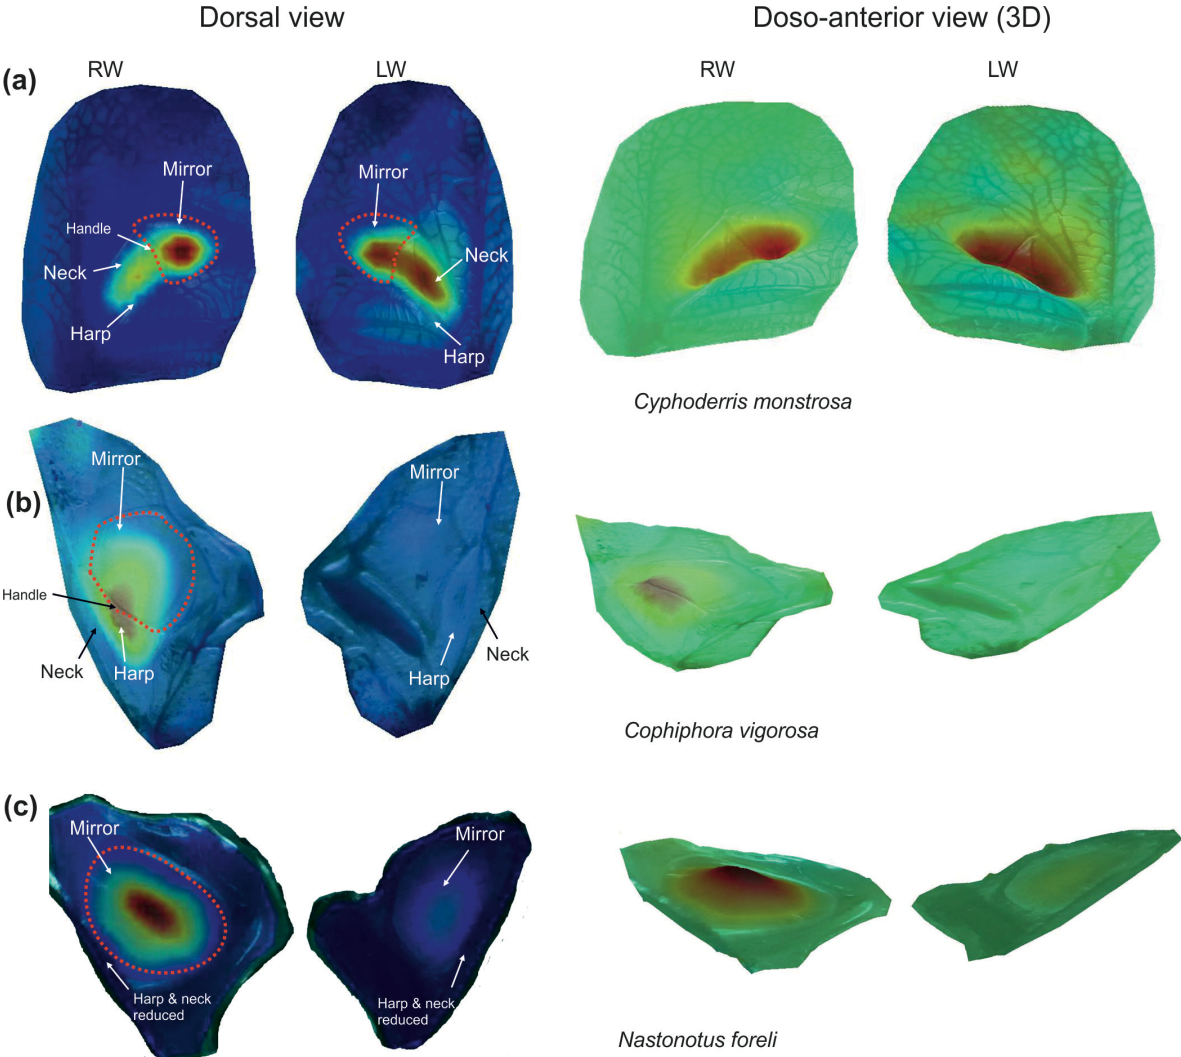 Dorsal view
Doso-anterior view (3D)
(a)
RW
LW
RW
LW
Mirror
Mirror
Handle
Neck
Neck
Harp
Harp
Cyphoderris monstrosa
(b)
Mirror
Mirror
Handle
Neck
Harp
Harp
Neck
Cophiphora vigorosa
(c)
Mirror
Mirror
Harp & neck
reduced
Harp & neck
reduced
Nastonotus foreli